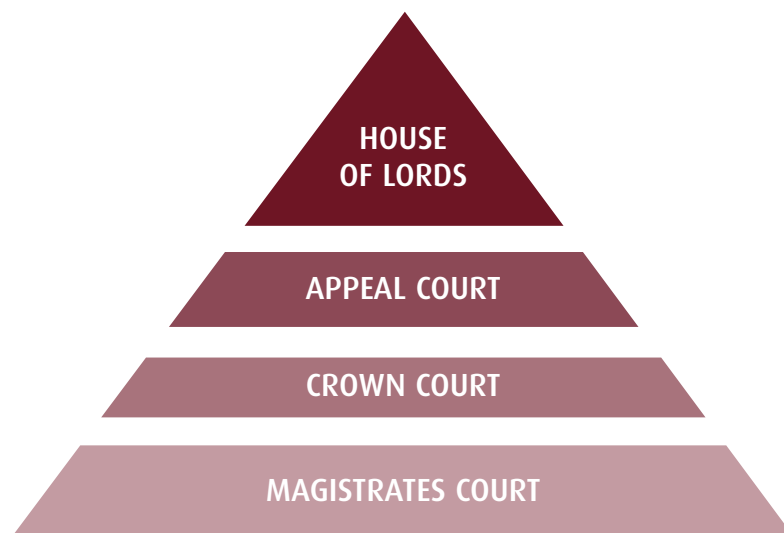 HOUSE
OF LORDS
APPEAL COURT
CROWN COURT
MAGISTRATES COURT